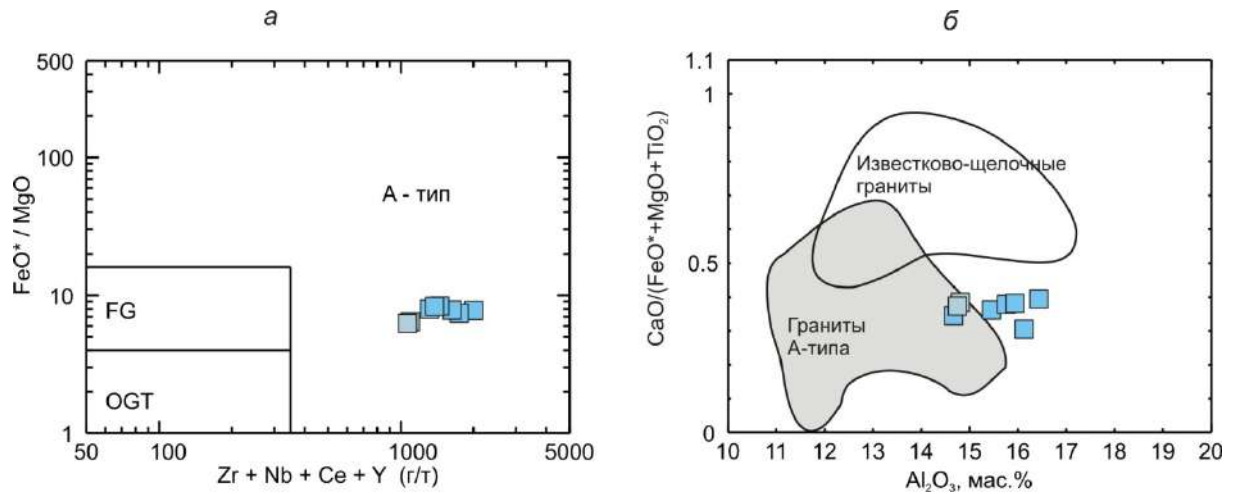 а
500
100
10
1
FeO* / MgO
А - тип
FG
OGT
50
100
1000
5000
Zr + Nb + Ce + Y (г/т)
б
1.1
1
0.5
0
CaO/(FeO*+MgO+TiO₂)
Известково-щелочные
граниты
Граниты
А-типа
10
11
12
13
14
15
16
17
18
19
20
Al₂O₃, мас.%